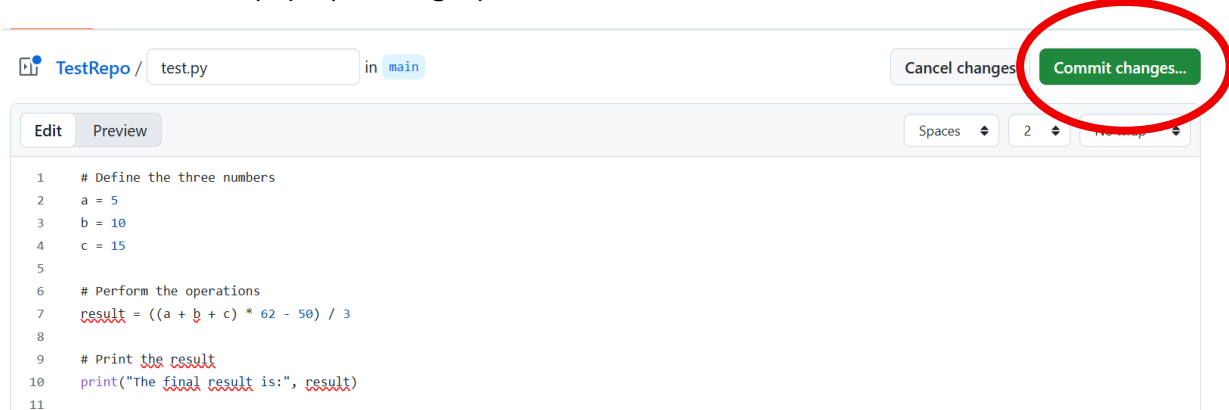 TestRepo / test.py in main Cancel changes Commit changes...
Edit Preview Spaces 2
1 # Define the three numbers
2 a = 5
3 b = 10
4 c = 15
5
6 # Perform the operations
7 result = ((a + b + c) * 62 - 50) / 3
8
9 # Print the result
10 print("The final result is:", result)
11